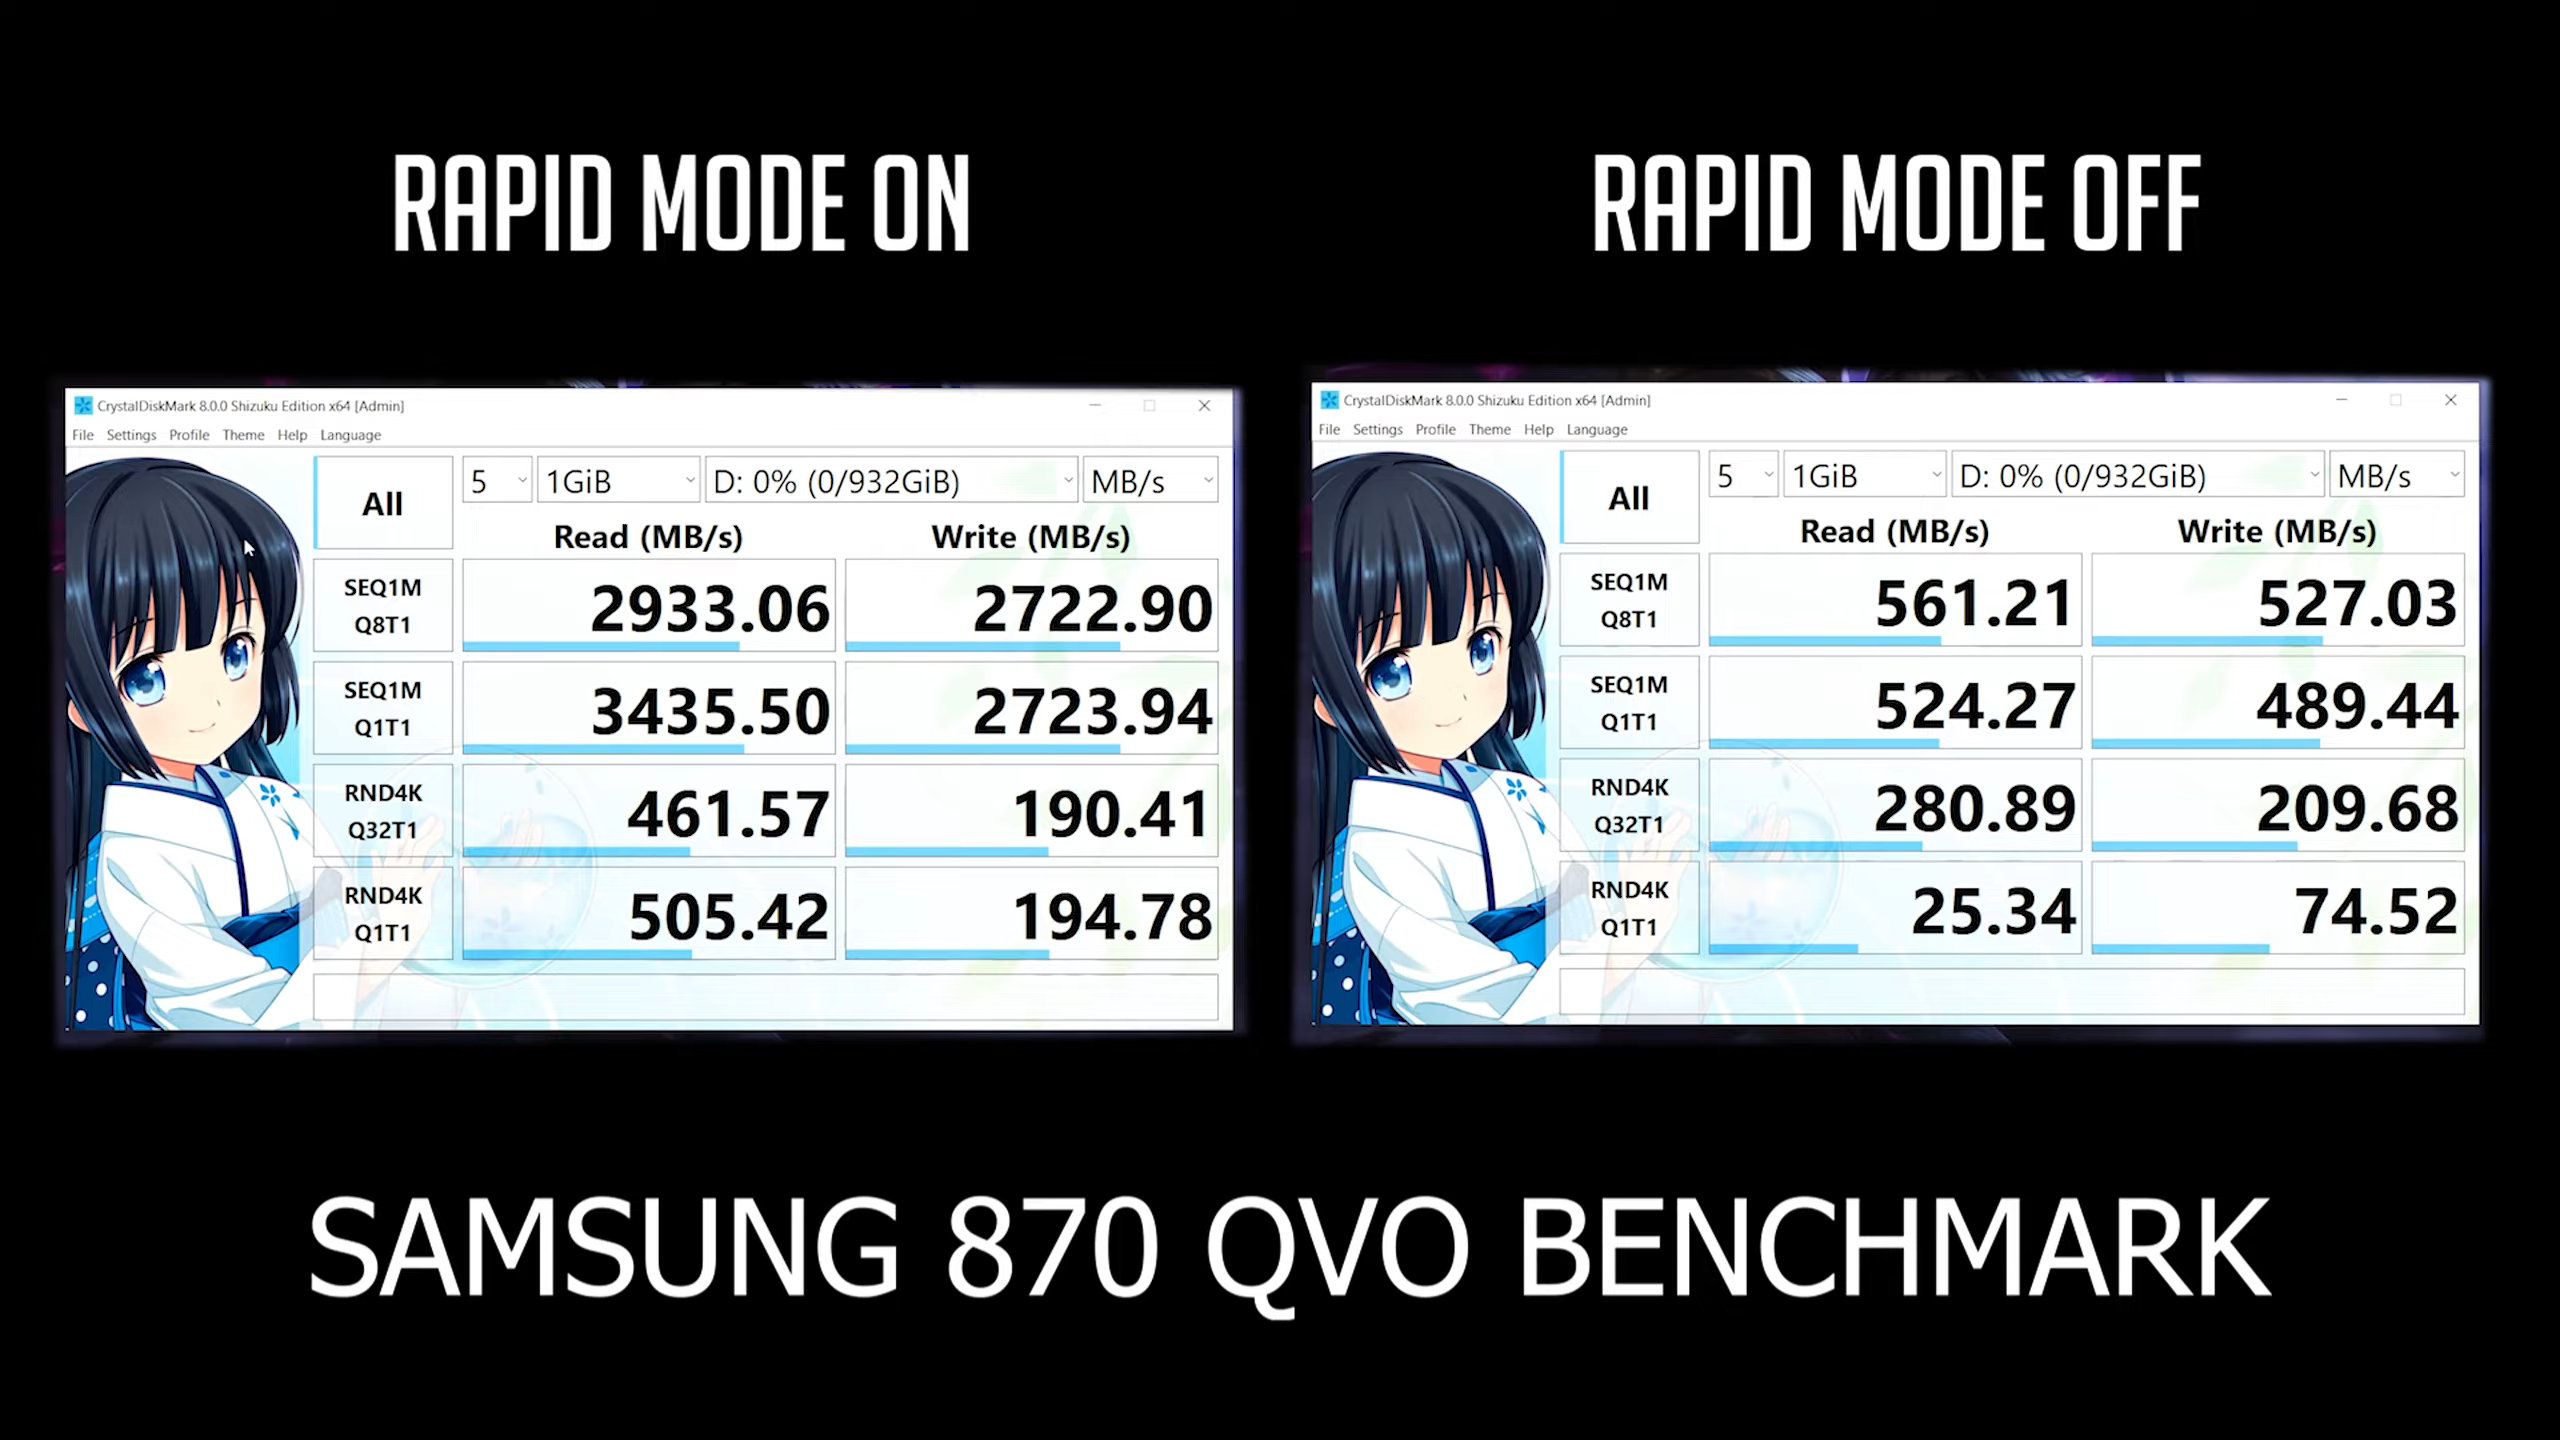 RAPID MODE ON
RAPID MODE OFF
CrystalDiskMark 8.0.0 Shizuku Edition x64 [Admin]
File Settings Profile Theme Help Language
All
5 1GiB D: 0% (0/932GiB) MB/s
Read (MB/s) Write (MB/s)
SEQ1M
Q8T1
2933.06 2722.90
SEQ1M
Q1T1
3435.50 2723.94
RND4K
Q32T1
461.57 190.41
RND4K
Q1T1
505.42 194.78
CrystalDiskMark 8.0.0 Shizuku Edition x64 [Admin]
File Settings Profile Theme Help Language
All
5 1GiB D: 0% (0/932GiB) MB/s
Read (MB/s) Write (MB/s)
SEQ1M
Q8T1
561.21 527.03
SEQ1M
Q1T1
524.27 489.44
RND4K
Q32T1
280.89 209.68
RND4K
Q1T1
25.34 74.52
SAMSUNG 870 QVO BENCHMARK